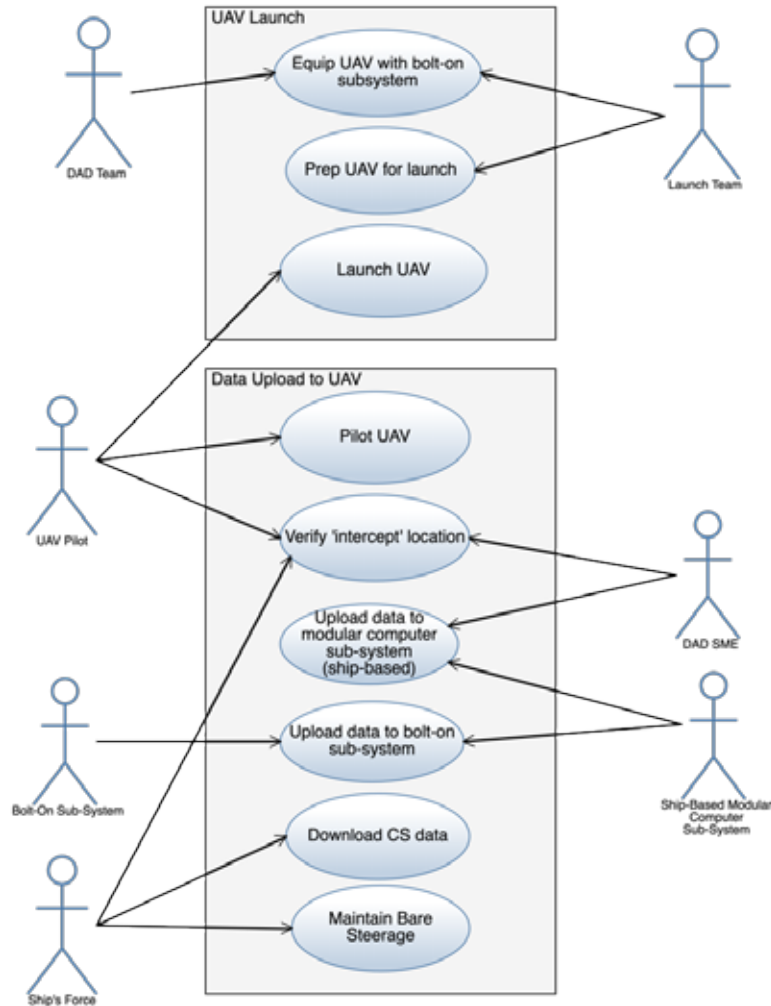 UAV Launch
Equip UAV with bolt-on
subsystem
DAD Team
Launch Team
Prep UAV for launch
Launch UAV
Data Upload to UAV
Pilot UAV
UAV Pilot
Verify 'intercept' location
Upload data to
modular computer
sub-system
(ship-based)
DAD SME
Upload data to bolt-on
sub-system
Bolt-On Sub-System
Ship-Based Modular
Computer
Sub-System
Download CS data
Maintain Bare
Steerage
Ship's Force